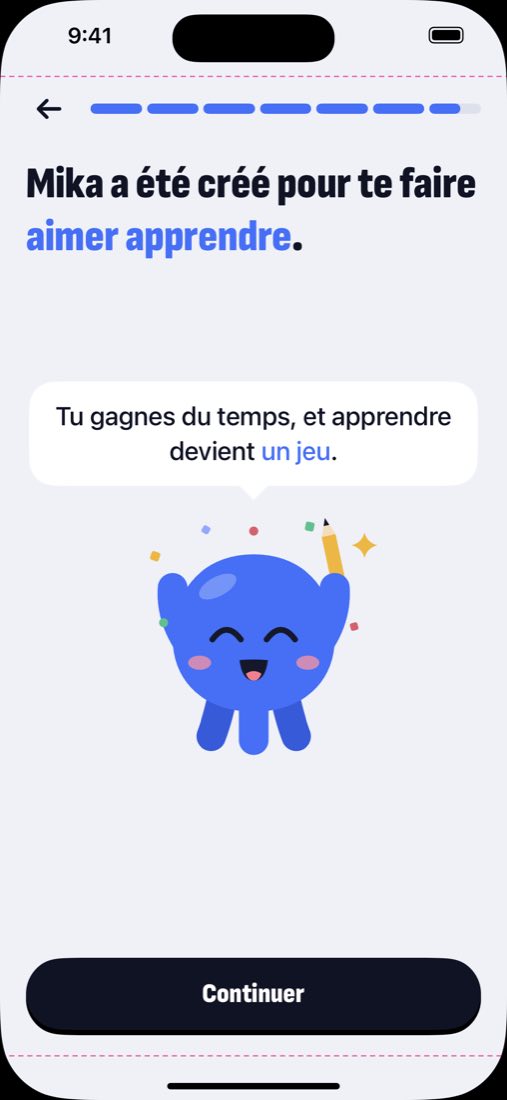 9:41
Mika a été créé pour te faire
aimer apprendre.
Tu gagnes du temps, et apprendre
devient un jeu.
Continuer